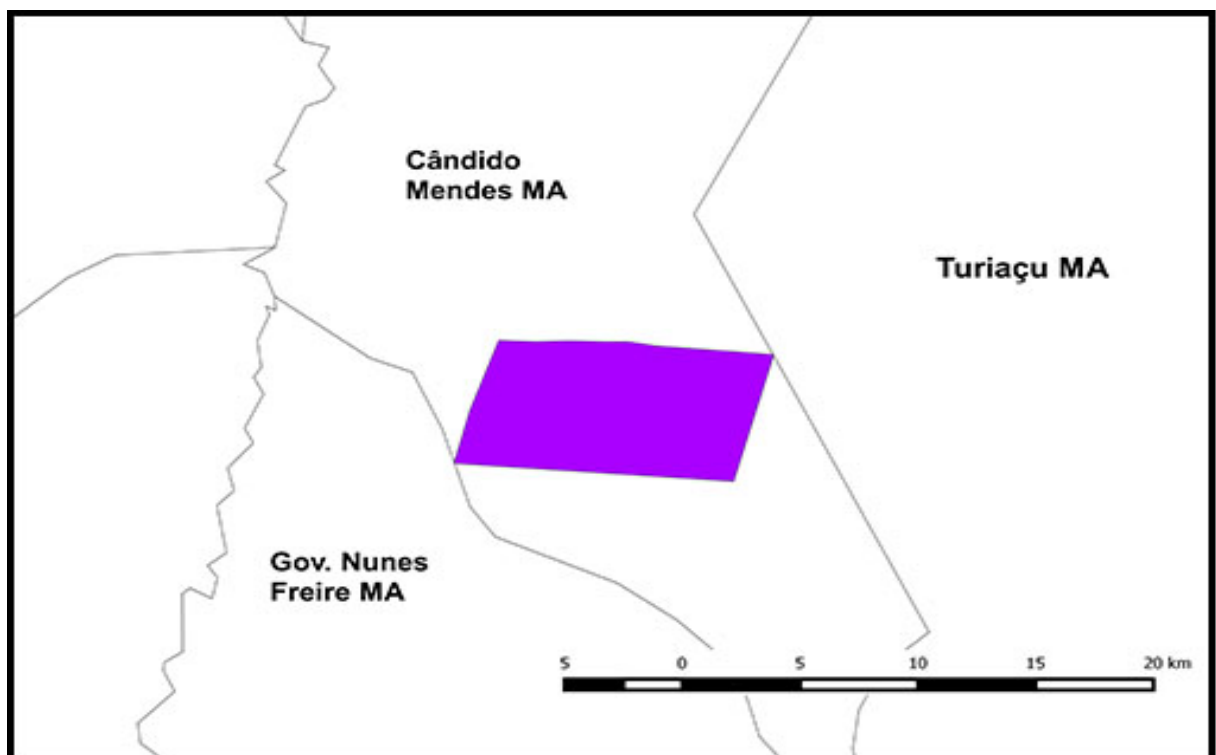 Cândido
Mendes MA
Turiaçu MA
Gov. Nunes
Freire MA
5 0 5 10 15 20 km